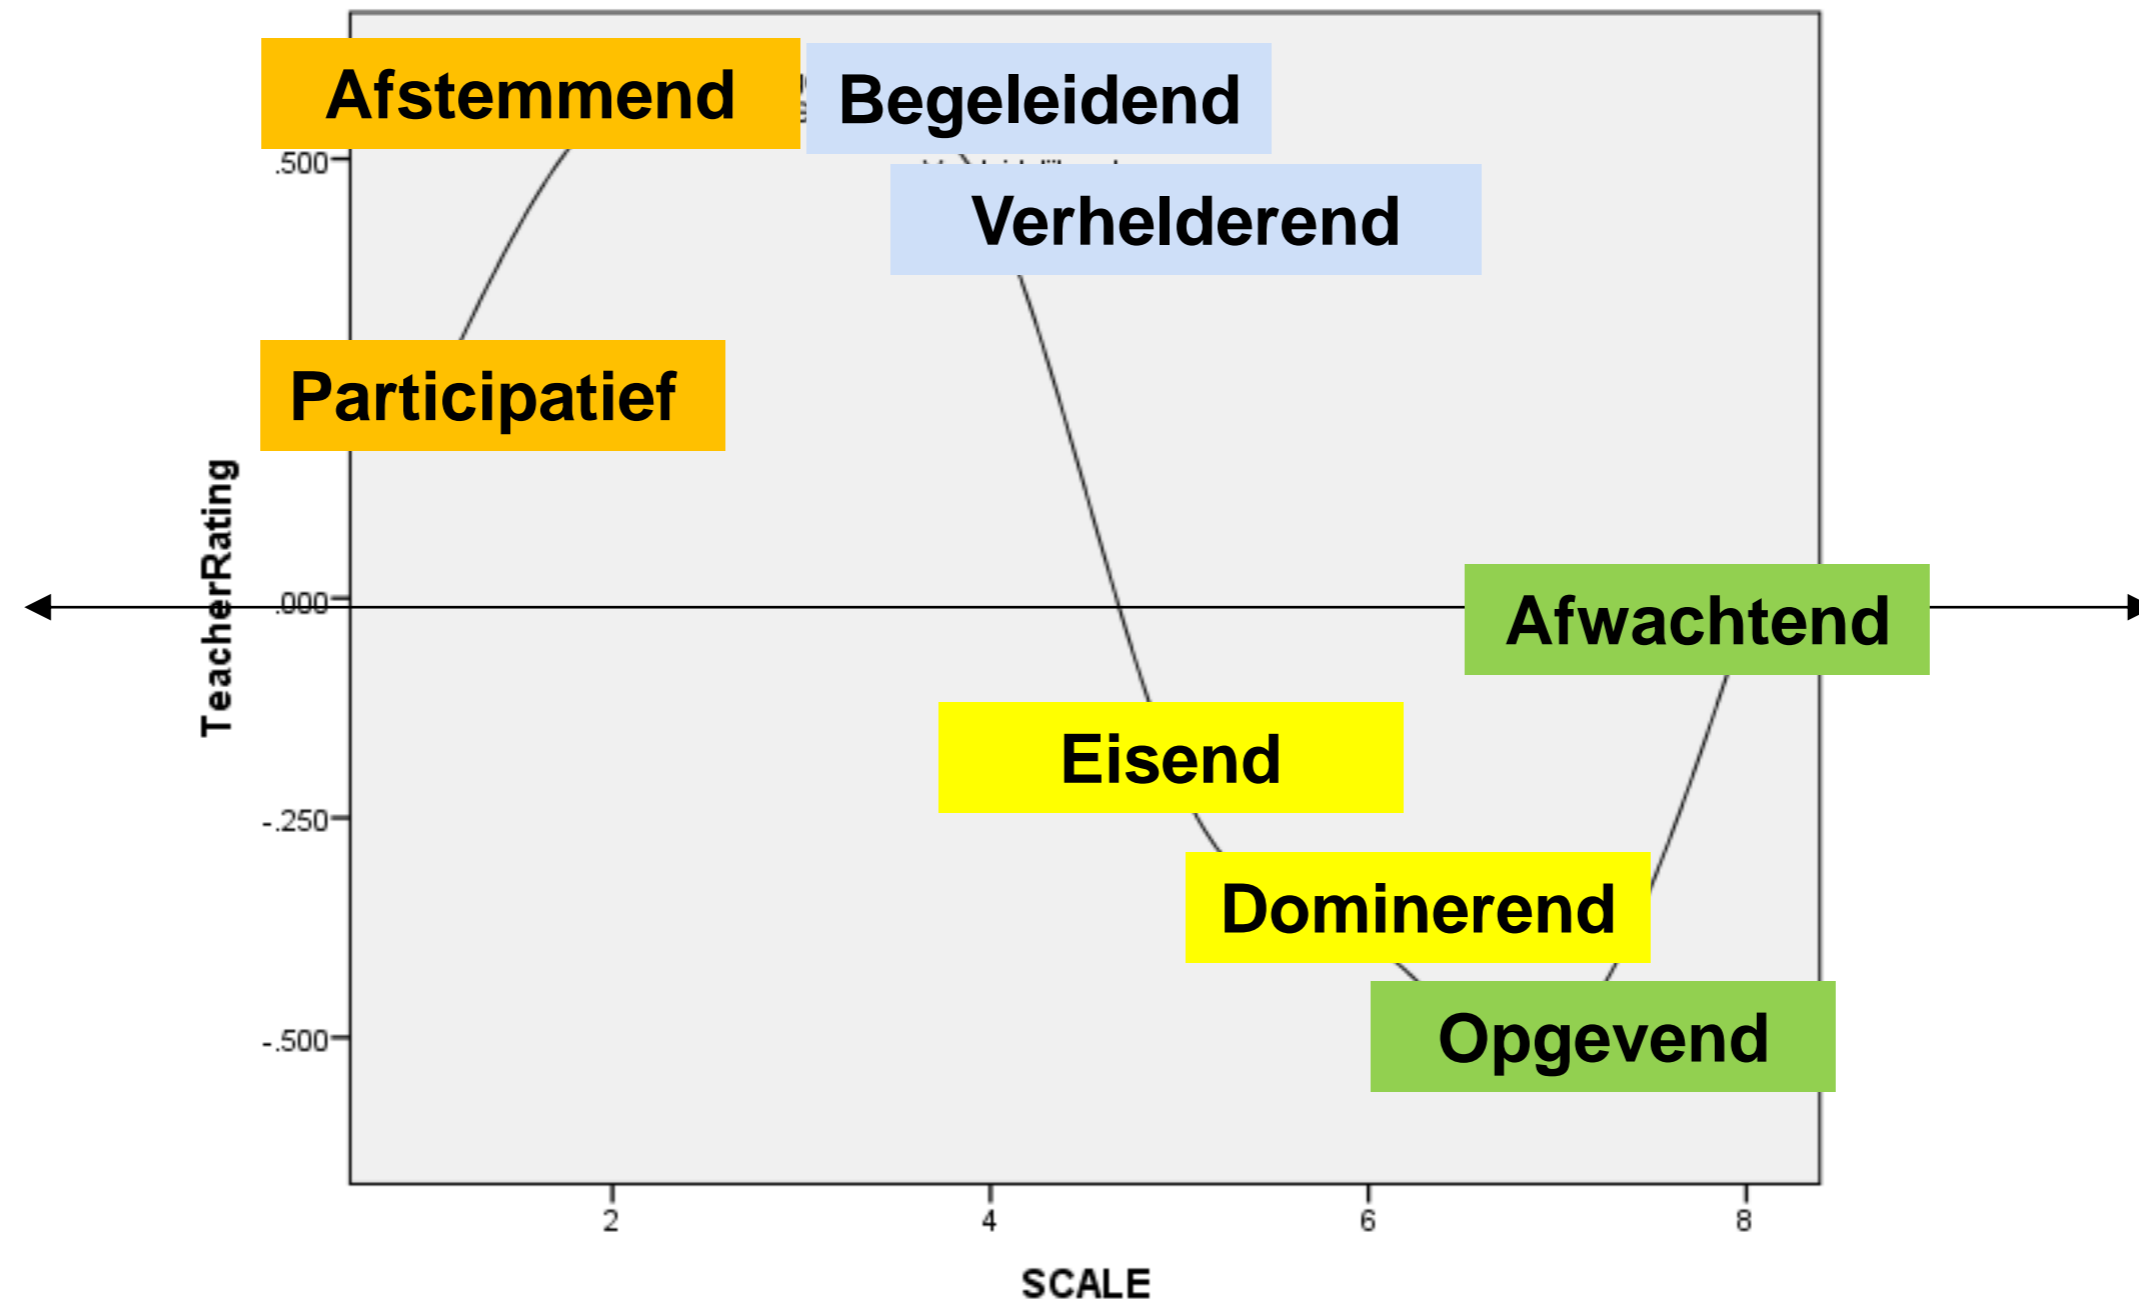 Afstemmend
Begeleidend
.500
Verhelderend
Participatief
TeacherRating
.000
Afwachtend
Eisend
-.250
Dominerend
-.500
Opgevend
2
4
6
8
SCALE